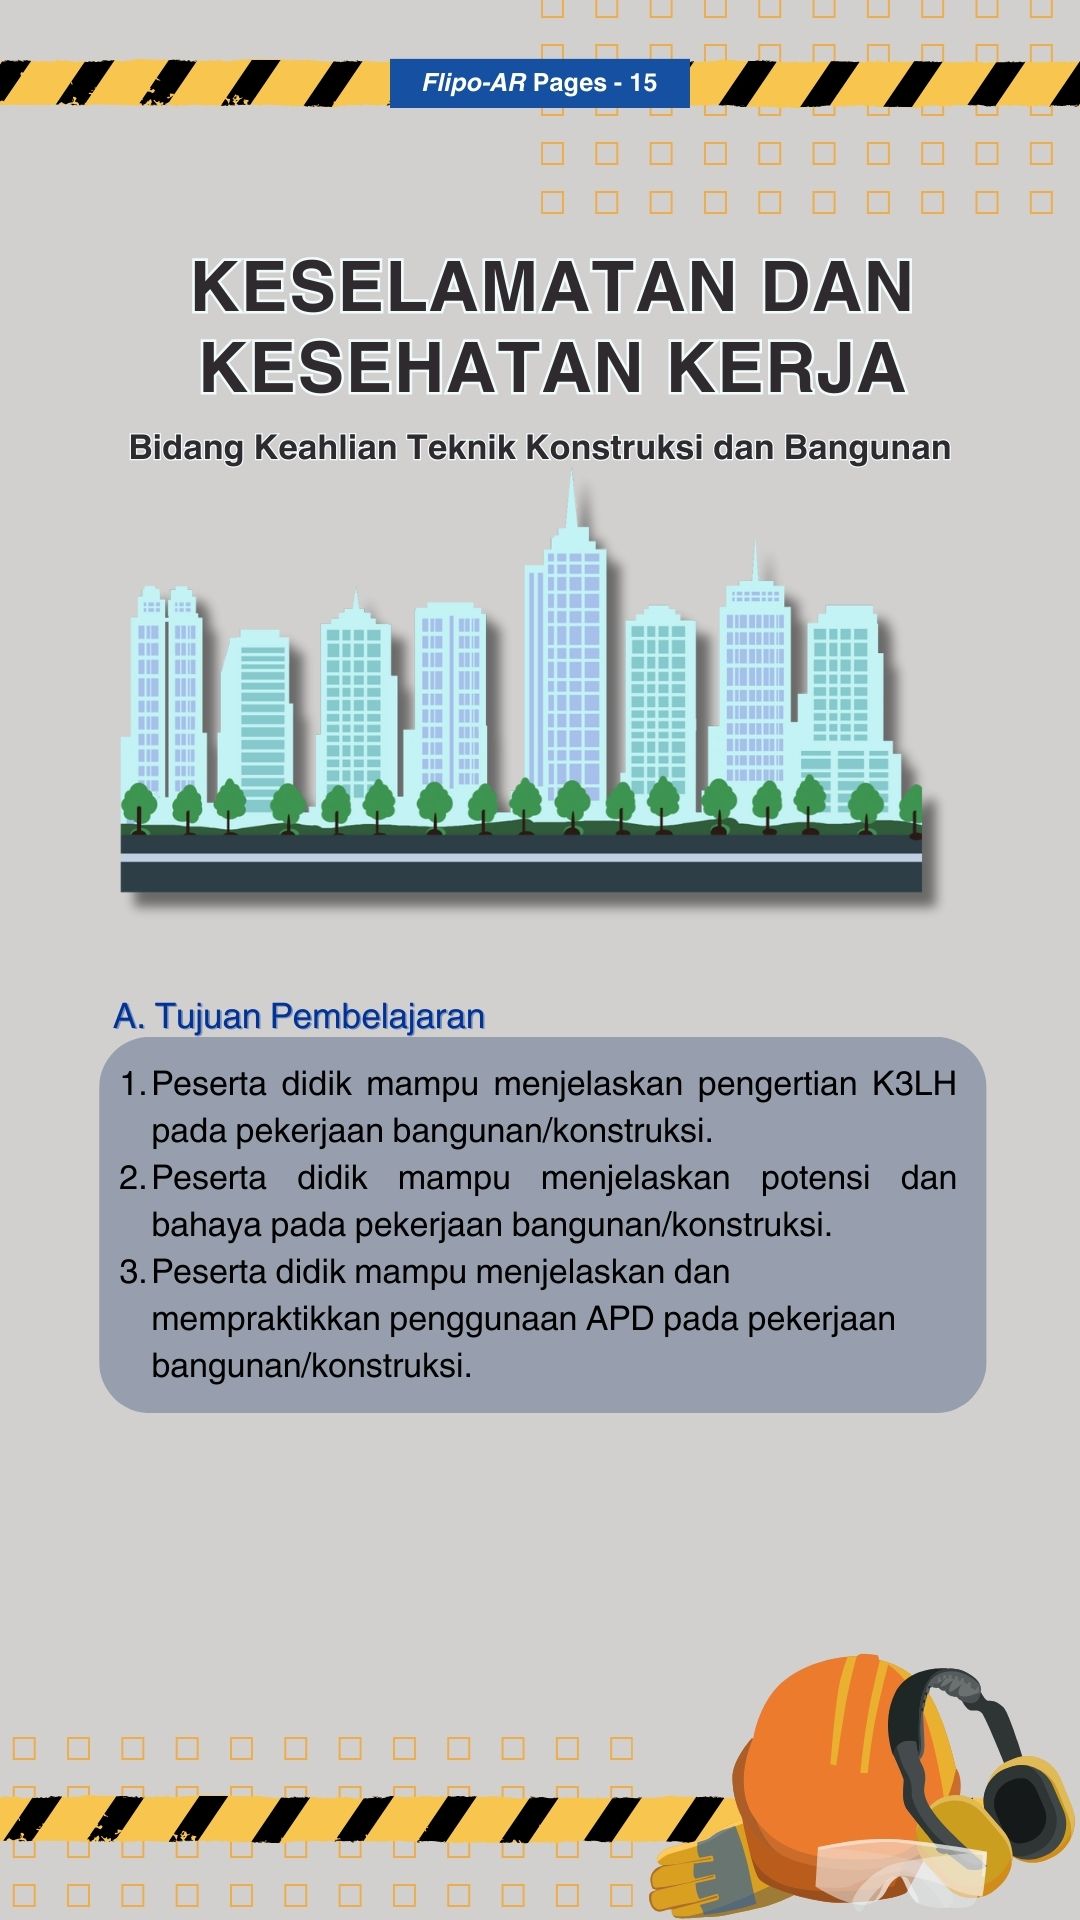 Flipo-AR Pages - 15
KESELAMATAN DAN
KESEHATAN KERJA
Bidang Keahlian Teknik Konstruksi dan Bangunan
A. Tujuan Pembelajaran
1. Peserta didik mampu menjelaskan pengertian K3LH
pada pekerjaan bangunan/konstruksi.
2. Peserta didik mampu menjelaskan potensi dan
bahaya pada pekerjaan bangunan/konstruksi.
3. Peserta didik mampu menjelaskan dan
mempraktikkan penggunaan APD pada pekerjaan
bangunan/konstruksi.